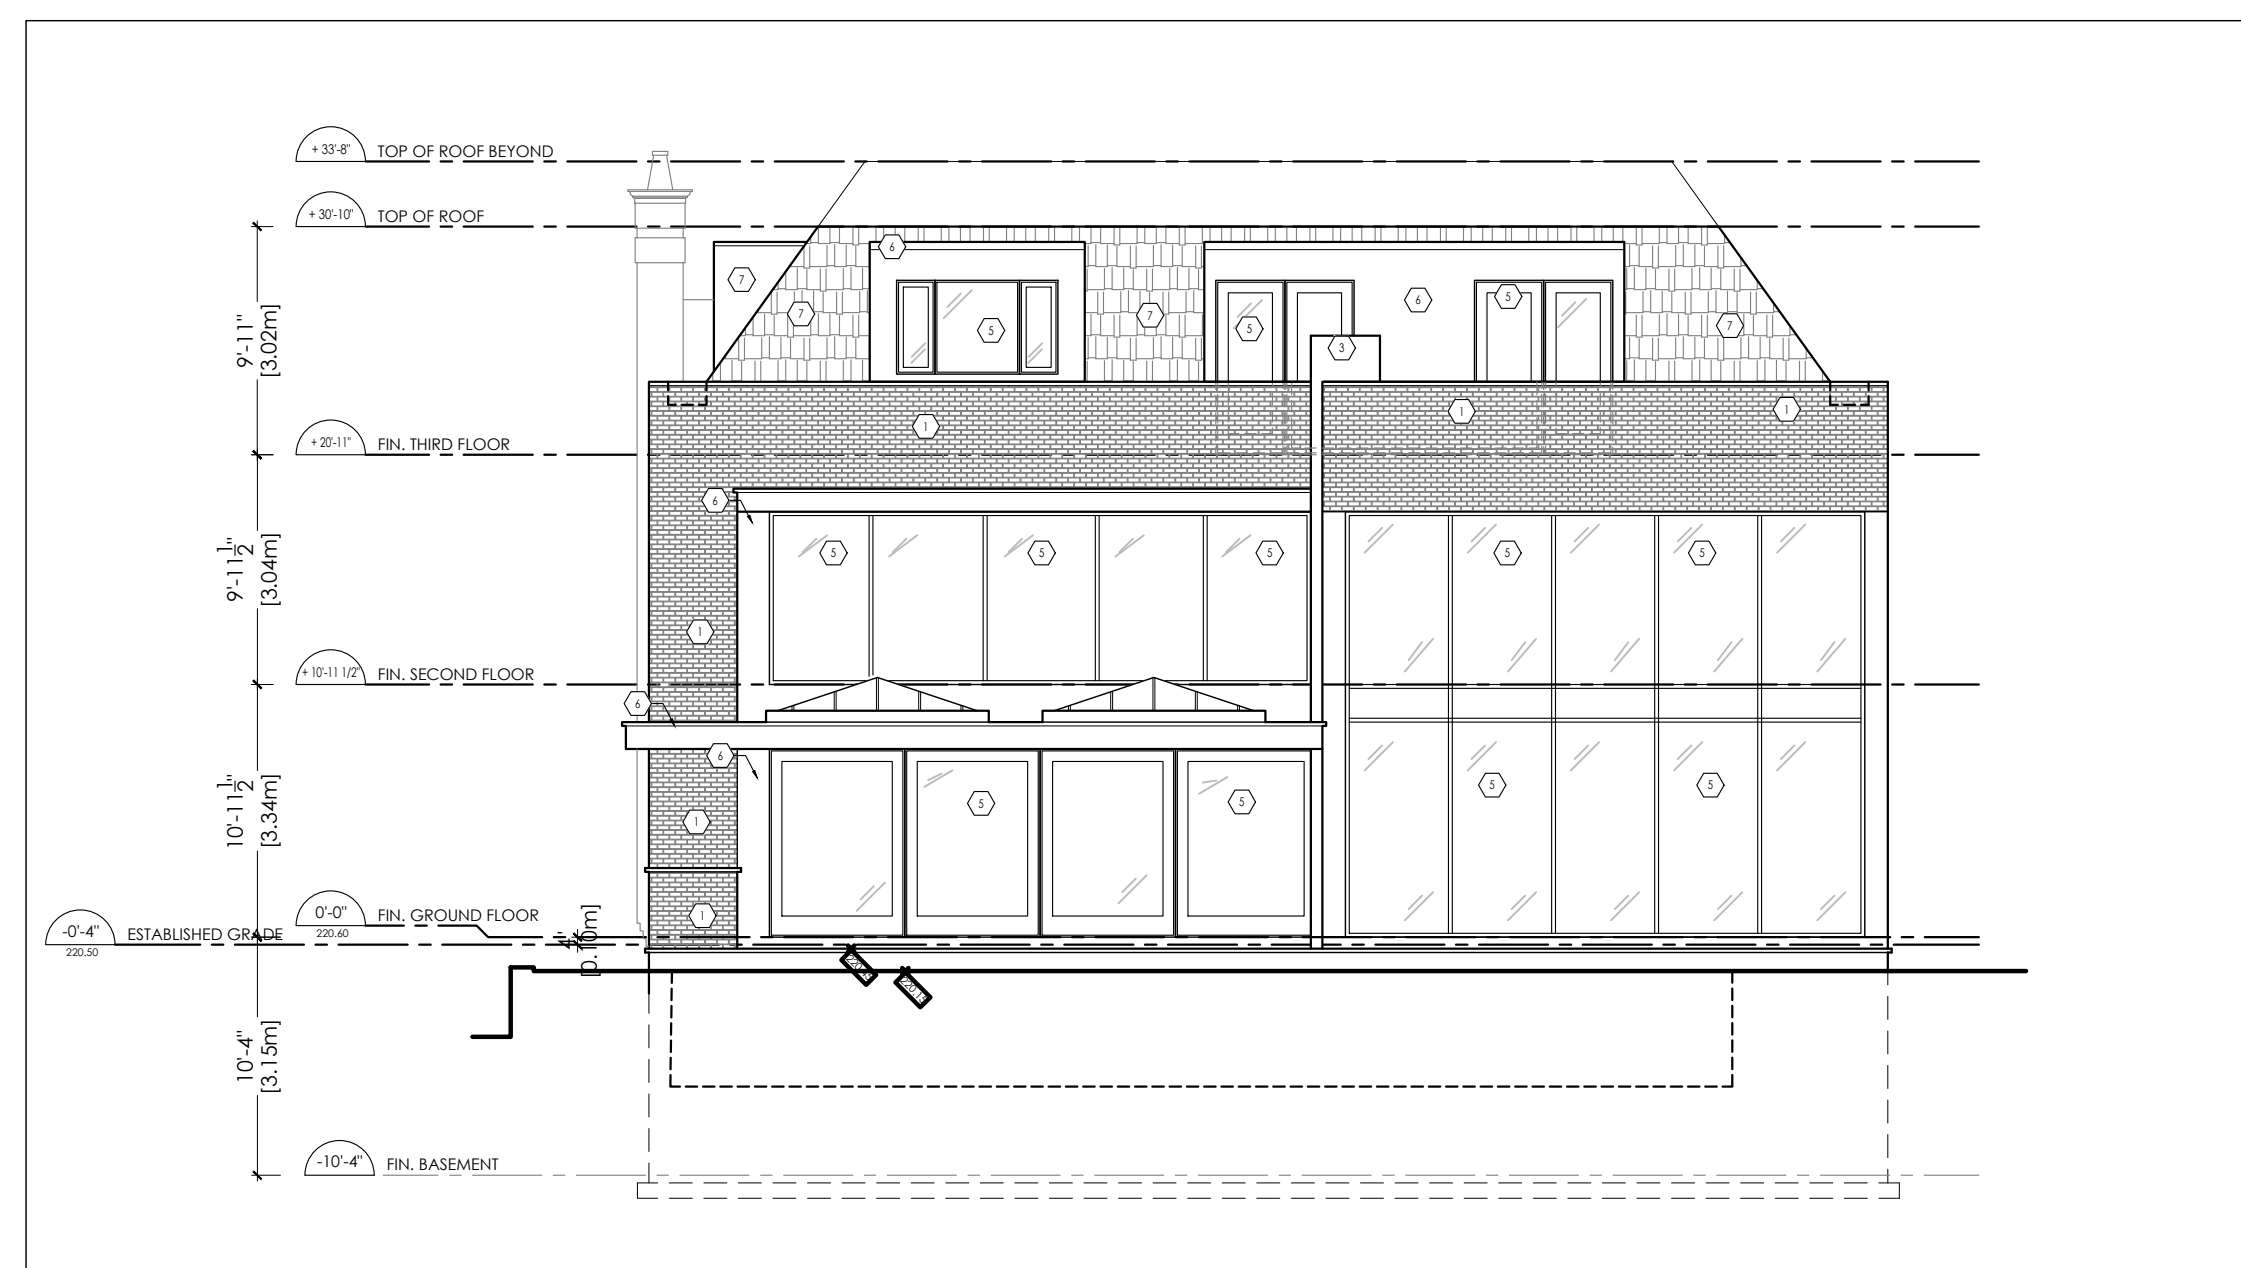 + 33'-8" TOP OF ROOF BEYOND
+ 30'-10" TOP OF ROOF
6
7
7
5
7
5
3
6
5
7
9'-11"
[3.02m]
+ 20'-11" FIN. THIRD FLOOR
1
1
1
6
5
5
5
5
5
9'-11 1/2"
[3.04m]
1
+ 10'-11 1/2" FIN. SECOND FLOOR
6
6
5
5
5
5
10'-11 1/2"
[3.34m]
1
1
0'-0" FIN. GROUND FLOOR
220.60
-0'-4" ESTABLISHED GRADE
220.50
4"
[0.10m]
10'-4"
[3.15m]
-10'-4" FIN. BASEMENT